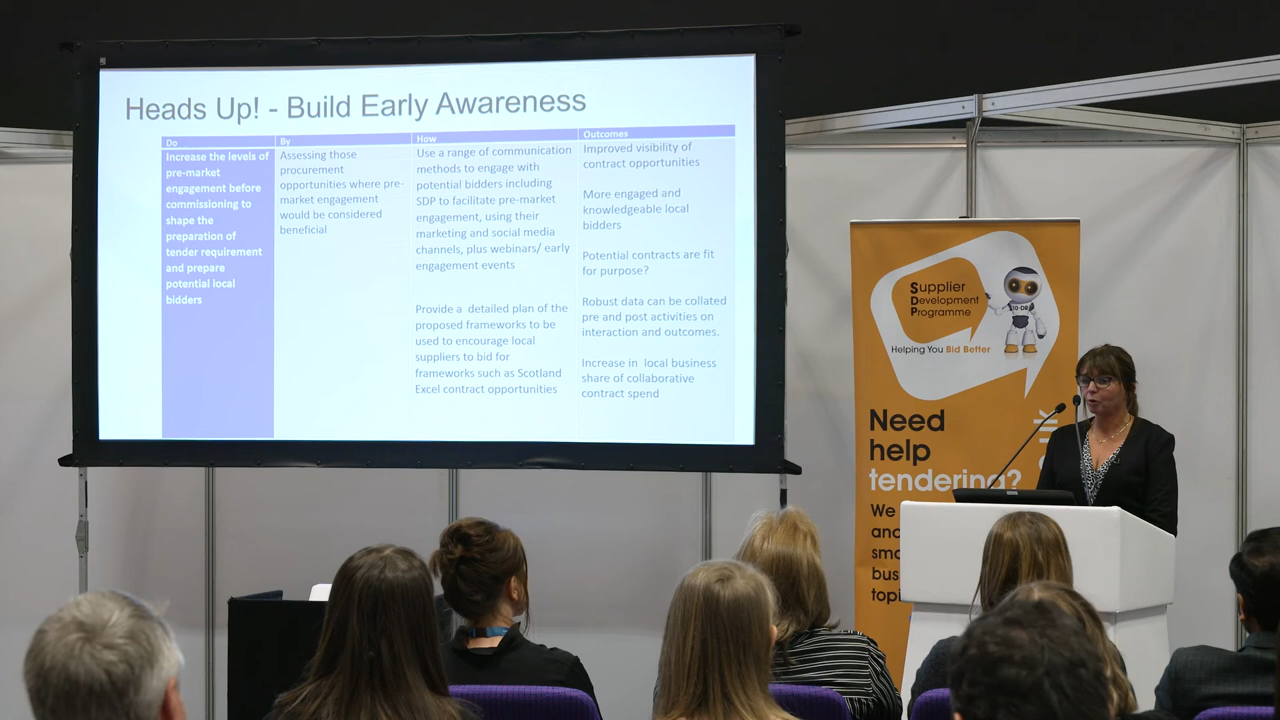 Heads Up! - Build Early Awareness
Do
By
How
Outcomes
Increase the levels of
pre-market
engagement before
commissioning to
shape the
preparation of
tender requirement
and prepare
potential local
bidders
Assessing those
procurement
opportunities where pre-
market engagement
would be considered
beneficial
Use a range of communication
methods to engage with
potential bidders including
SDP to facilitate pre-market
engagement, using their
marketing and social media
channels, plus webinars/ early
engagement events
Provide a detailed plan of the
proposed frameworks to be
used to encourage local
suppliers to bid for
frameworks such as Scotland
Excel contract opportunities
Improved visibility of
contract opportunities
More engaged and
knowledgeable local
bidders
Potential contracts are fit
for purpose?
Robust data can be collated
pre and post activities on
interaction and outcomes.
Increase in local business
share of collaborative
contract spend
Supplier
Development
Programme
Helping You Bid Better
Need
help
tendering?
We